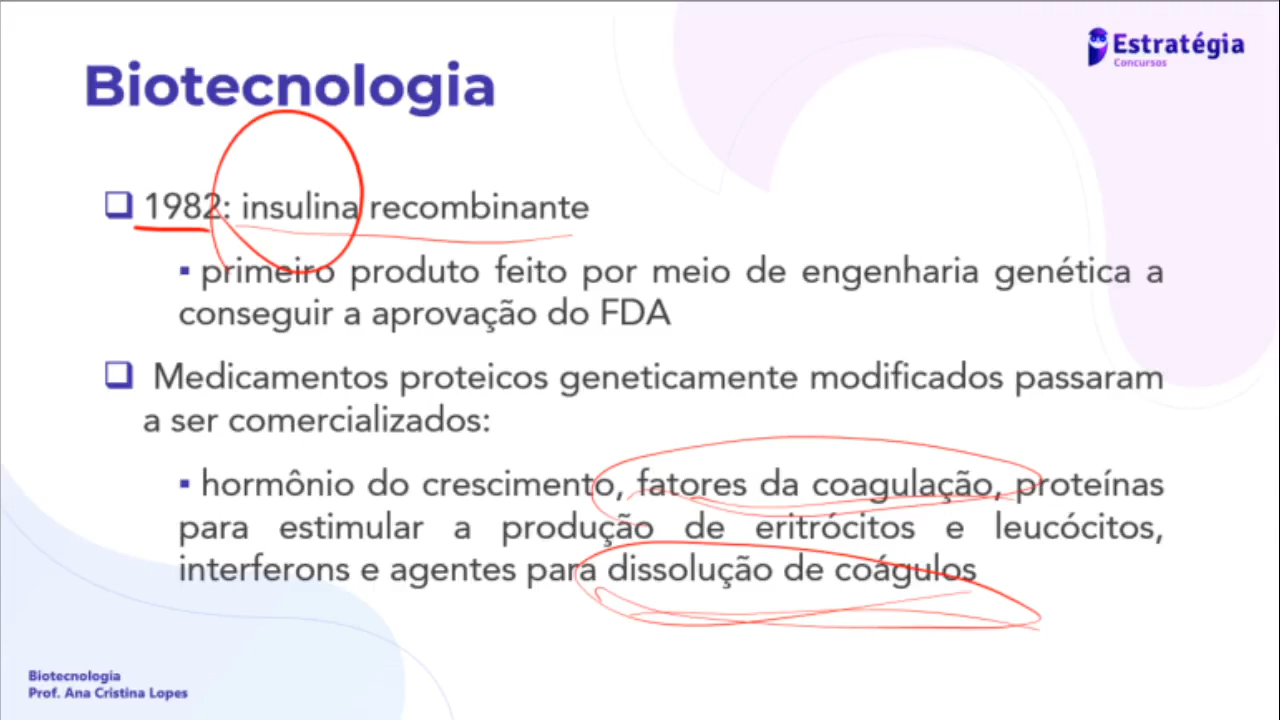 Estratégia
Concursos
Biotecnologia
1982: insulina recombinante
primeiro produto feito por meio de engenharia genética a
conseguir a aprovação do FDA
Medicamentos proteicos geneticamente modificados passaram
a ser comercializados:
hormônio do crescimento, fatores da coagulação, proteínas
para estimular a produção de eritrócitos e leucócitos,
interferons e agentes para dissolução de coágulos
Biotecnologia
Prof. Ana Cristina Lopes